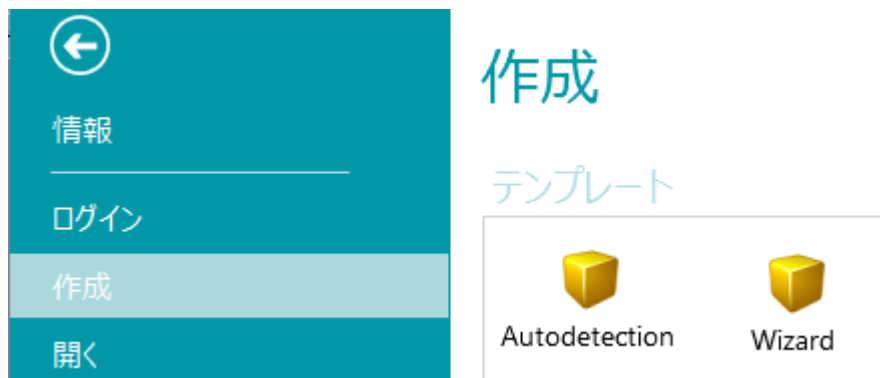 情報
ログイン
作成
開く
作成
テンプレート
Autodetection
Wizard